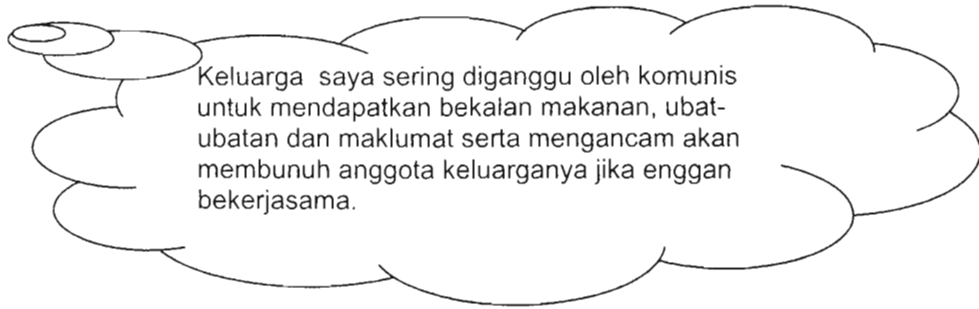 Keluarga saya sering diganggu oleh komunis
untuk mendapatkan bekalan makanan, ubat-
ubatan dan maklumat serta mengancam akan
membunuh anggota keluarganya jika enggan
bekerjasama.